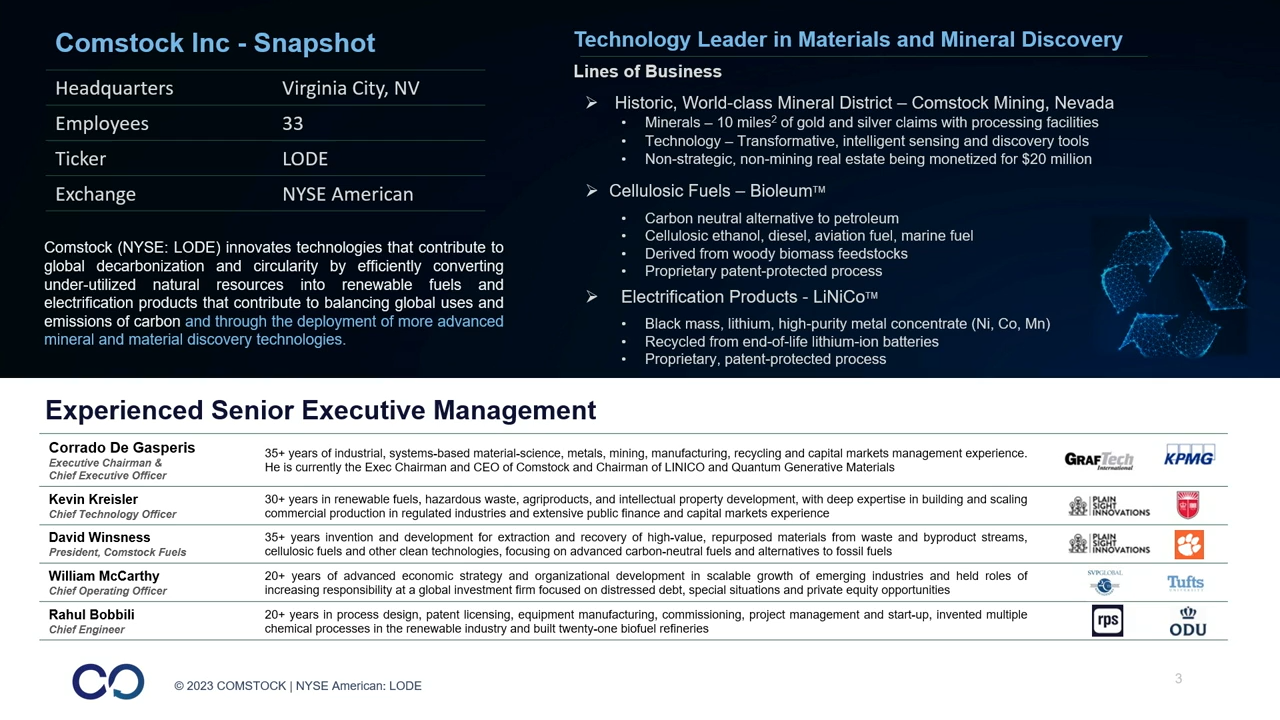 Comstock Inc - Snapshot
Headquarters Virginia City, NV
Employees 33
Ticker LODE
Exchange NYSE American
Comstock (NYSE: LODE) innovates technologies that contribute to
global decarbonization and circularity by efficiently converting
under-utilized natural resources into renewable fuels and
electrification products that contribute to balancing global uses and
emissions of carbon and through the deployment of more advanced
mineral and material discovery technologies.
Technology Leader in Materials and Mineral Discovery
Lines of Business
➢ Historic, World-class Mineral District – Comstock Mining, Nevada
• Minerals – 10 miles² of gold and silver claims with processing facilities
• Technology – Transformative, intelligent sensing and discovery tools
• Non-strategic, non-mining real estate being monetized for $20 million
➢ Cellulosic Fuels – Bioleum™
• Carbon neutral alternative to petroleum
• Cellulosic ethanol, diesel, aviation fuel, marine fuel
• Derived from woody biomass feedstocks
• Proprietary patent-protected process
➢ Electrification Products - LiNiCo™
• Black mass, lithium, high-purity metal concentrate (Ni, Co, Mn)
• Recycled from end-of-life lithium-ion batteries
• Proprietary, patent-protected process
Experienced Senior Executive Management
Corrado De Gasperis
Executive Chairman &
Chief Executive Officer
35+ years of industrial, systems-based material-science, metals, mining, manufacturing, recycling and capital markets management experience.
He is currently the Exec Chairman and CEO of Comstock and Chairman of LINICO and Quantum Generative Materials
GRAFTech
International
KPMG
Kevin Kreisler
Chief Technology Officer
30+ years in renewable fuels, hazardous waste, agriproducts, and intellectual property development, with deep expertise in building and scaling
commercial production in regulated industries and extensive public finance and capital markets experience
PLAIN
SIGHT
INNOVATIONS
David Winsness
President, Comstock Fuels
35+ years invention and development for extraction and recovery of high-value, repurposed materials from waste and byproduct streams,
cellulosic fuels and other clean technologies, focusing on advanced carbon-neutral fuels and alternatives to fossil fuels
PLAIN
SIGHT
INNOVATIONS
William McCarthy
Chief Operating Officer
20+ years of advanced economic strategy and organizational development in scalable growth of emerging industries and held roles of
increasing responsibility at a global investment firm focused on distressed debt, special situations and private equity opportunities
SVPGLOBAL
Tufts
UNIVERSITY
Rahul Bobbili
Chief Engineer
20+ years in process design, patent licensing, equipment manufacturing, commissioning, project management and start-up, invented multiple
chemical processes in the renewable industry and built twenty-one biofuel refineries
rps
ODU
© 2023 COMSTOCK | NYSE American: LODE
3